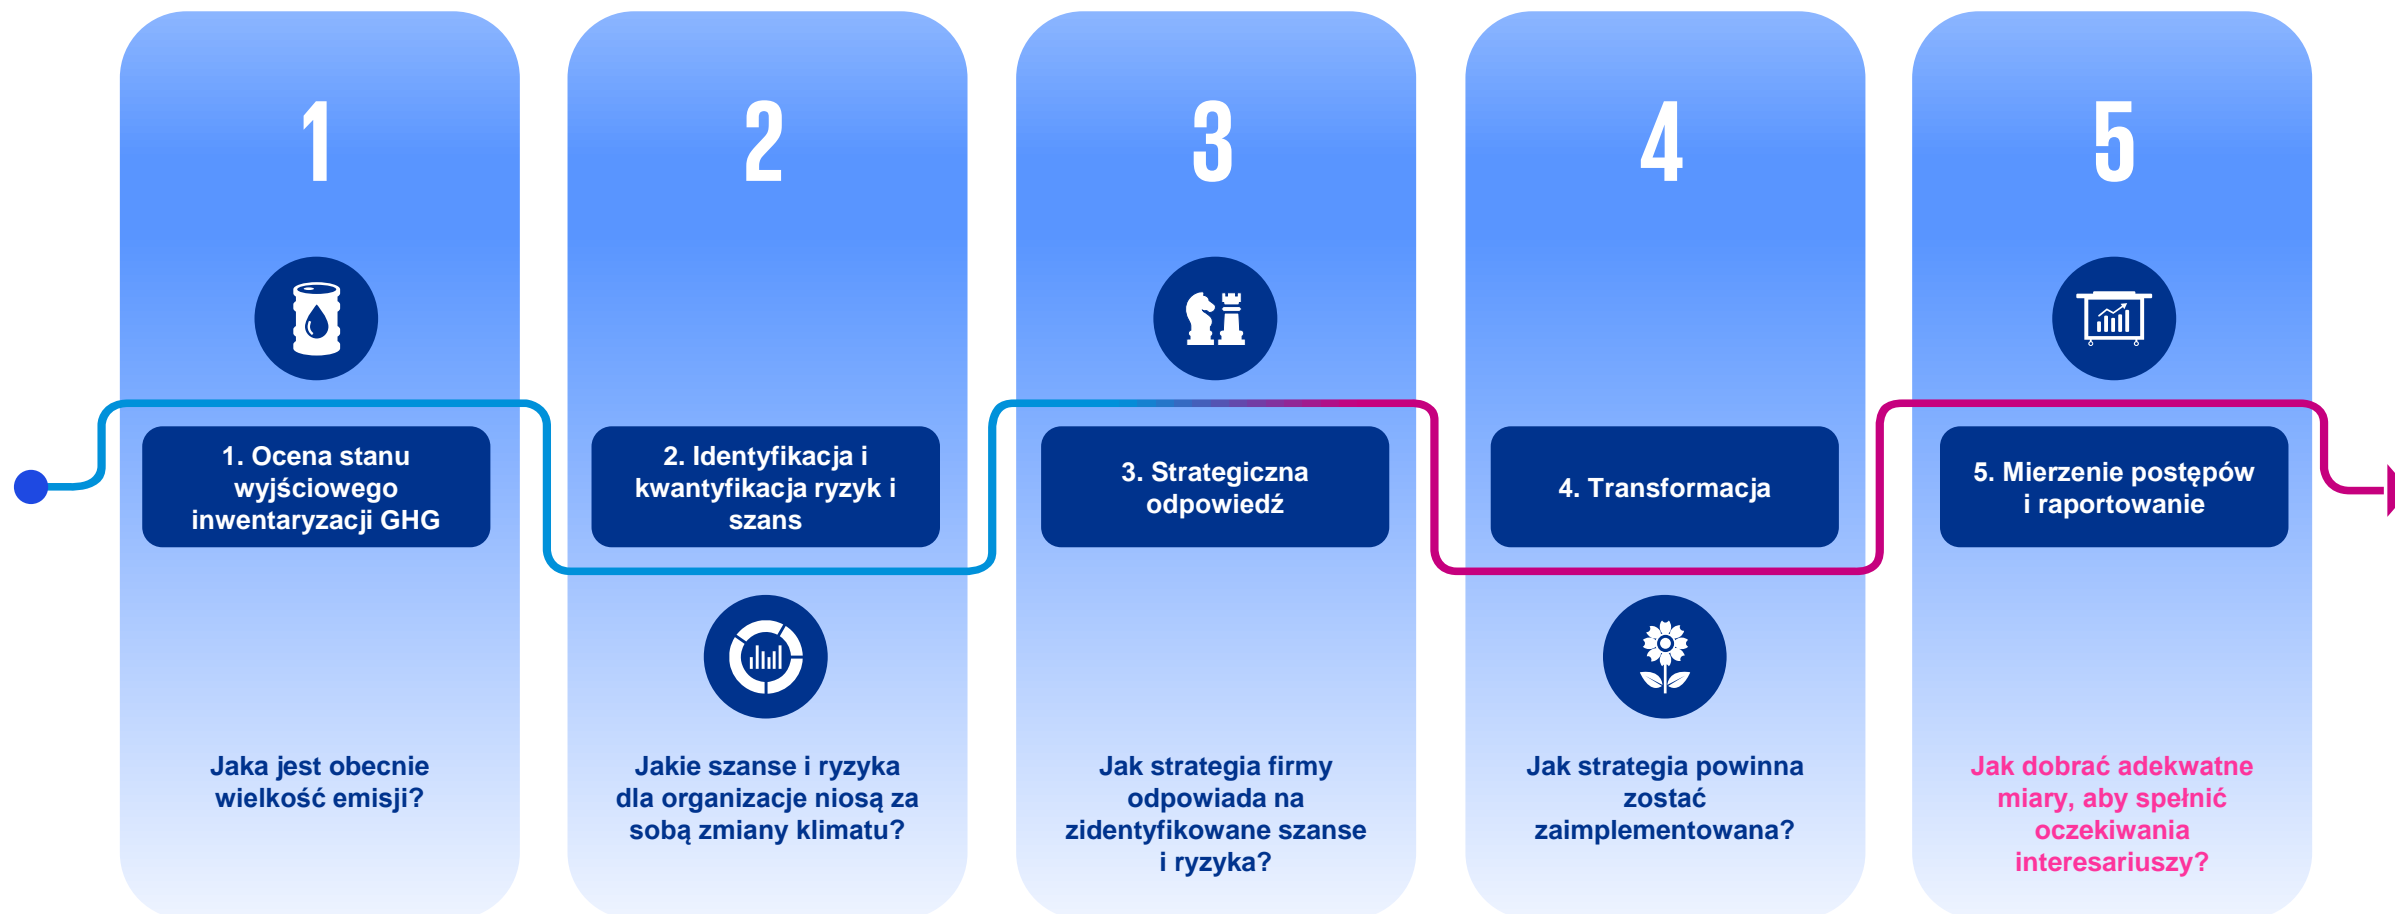 1
2
3
4
5
1. Ocena stanu
wyjściowego
inwentaryzacji GHG
2. Identyfikacja i
kwantyfikacja ryzyk i
szans
3. Strategiczna
odpowiedź
4. Transformacja
5. Mierzenie postępów
i raportowanie
Jaka jest obecnie
wielkość emisji?
Jakie szanse i ryzyka
dla organizacje niosą za
sobą zmiany klimatu?
Jak strategia firmy
odpowiada na
zidentyfikowane szanse
i ryzyka?
Jak strategia powinna
zostać
zaimplementowana?
Jak dobrać adekwatne
miary, aby spełnić
oczekiwania
interesariuszy?